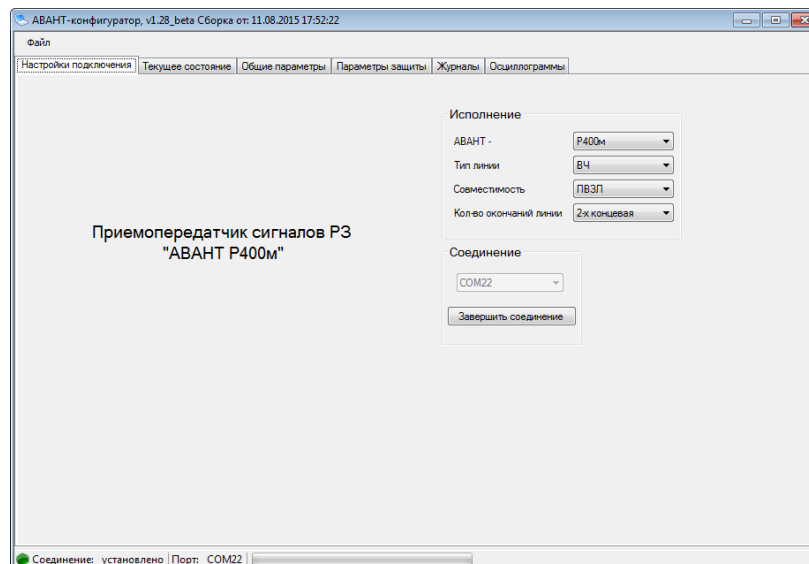 АВАНТ-конфигуратор, v1.28_beta Сборка от: 11.08.2015 17:52:22
Файл
Настройки подключения Текущее состояние Общие параметры Параметры защиты Журналы Осциллограммы
Исполнение
АВАНТ - Р400м
Тип линии ВЧ
Совместимость ПВЗП
Кол-во окончаний линии 2-х концевая
Приемопередатчик сигналов РЗ
"АВАНТ Р400м"
Соединение
COM22
Завершить соединение
Соединение: установлено Порт: COM22